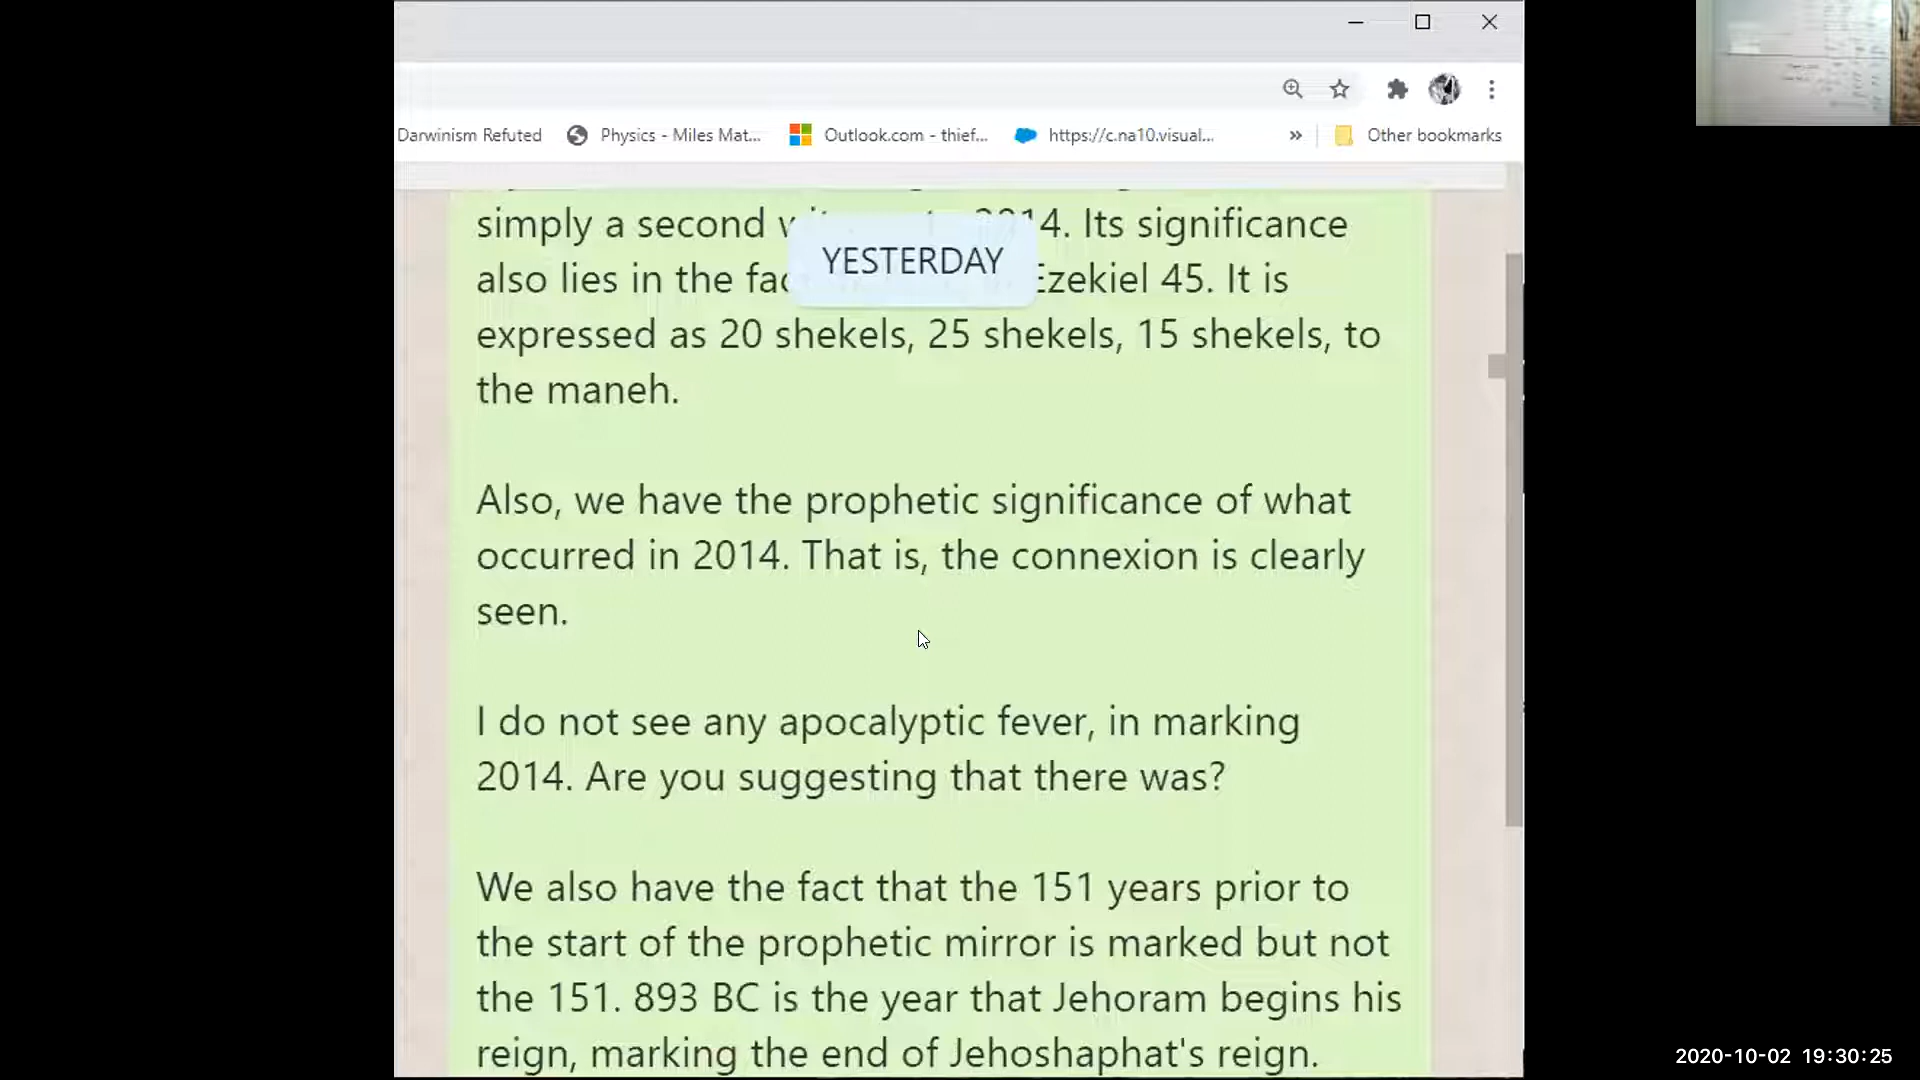 Darwinism Refuted Physics - Miles Mat... Outlook.com - thief... https://c.na10.visual... » Other bookmarks
simply a second 14. Its significance
YESTERDAY
also lies in the Ezekiel 45. It is
expressed as 20 shekels, 25 shekels, 15 shekels, to
the maneh.
Also, we have the prophetic significance of what
occurred in 2014. That is, the connexion is clearly
seen.
I do not see any apocalyptic fever, in marking
2014. Are you suggesting that there was?
We also have the fact that the 151 years prior to
the start of the prophetic mirror is marked but not
the 151. 893 BC is the year that Jehoram begins his
reign, marking the end of Jehoshaphat's reign.
2020-10-02 19:30:25